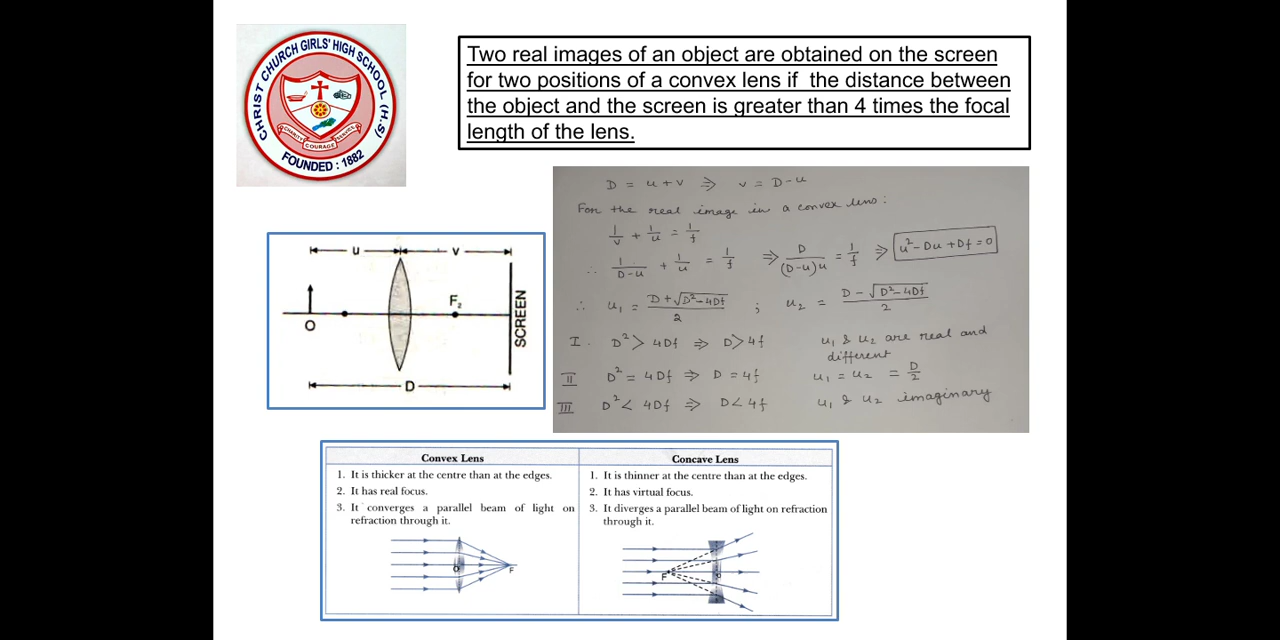 CHRIST CHURCH GIRLS' HIGH SCHOOL (H.S)
CHARITY COURAGE SERVICE
FOUNDED : 1882
Two real images of an object are obtained on the screen
for two positions of a convex lens if the distance between
the object and the screen is greater than 4 times the focal
length of the lens.
D = u + v ⇒ v = D - u
For the real image in a convex lens:
1/v + 1/u = 1/f
∴ 1/(D-u) + 1/u = 1/f ⇒ D/((D-u)u) = 1/f ⇒ u² - Du + Df = 0
∴ u₁ = (D + √(D² - 4Df))/2 ; u₂ = (D - √(D² - 4Df))/2
I. D² > 4Df ⇒ D > 4f u₁ & u₂ are real and
different
II D² = 4Df ⇒ D = 4f u₁ = u₂ = D/2
III D² < 4Df ⇒ D < 4f u₁ & u₂ imaginary
u v
F₂
O
SCREEN
D
Convex Lens
1. It is thicker at the centre than at the edges.
2. It has real focus.
3. It converges a parallel beam of light on
refraction through it.
O F
Concave Lens
1. It is thinner at the centre than at the edges.
2. It has virtual focus.
3. It diverges a parallel beam of light on refraction
through it.
F O